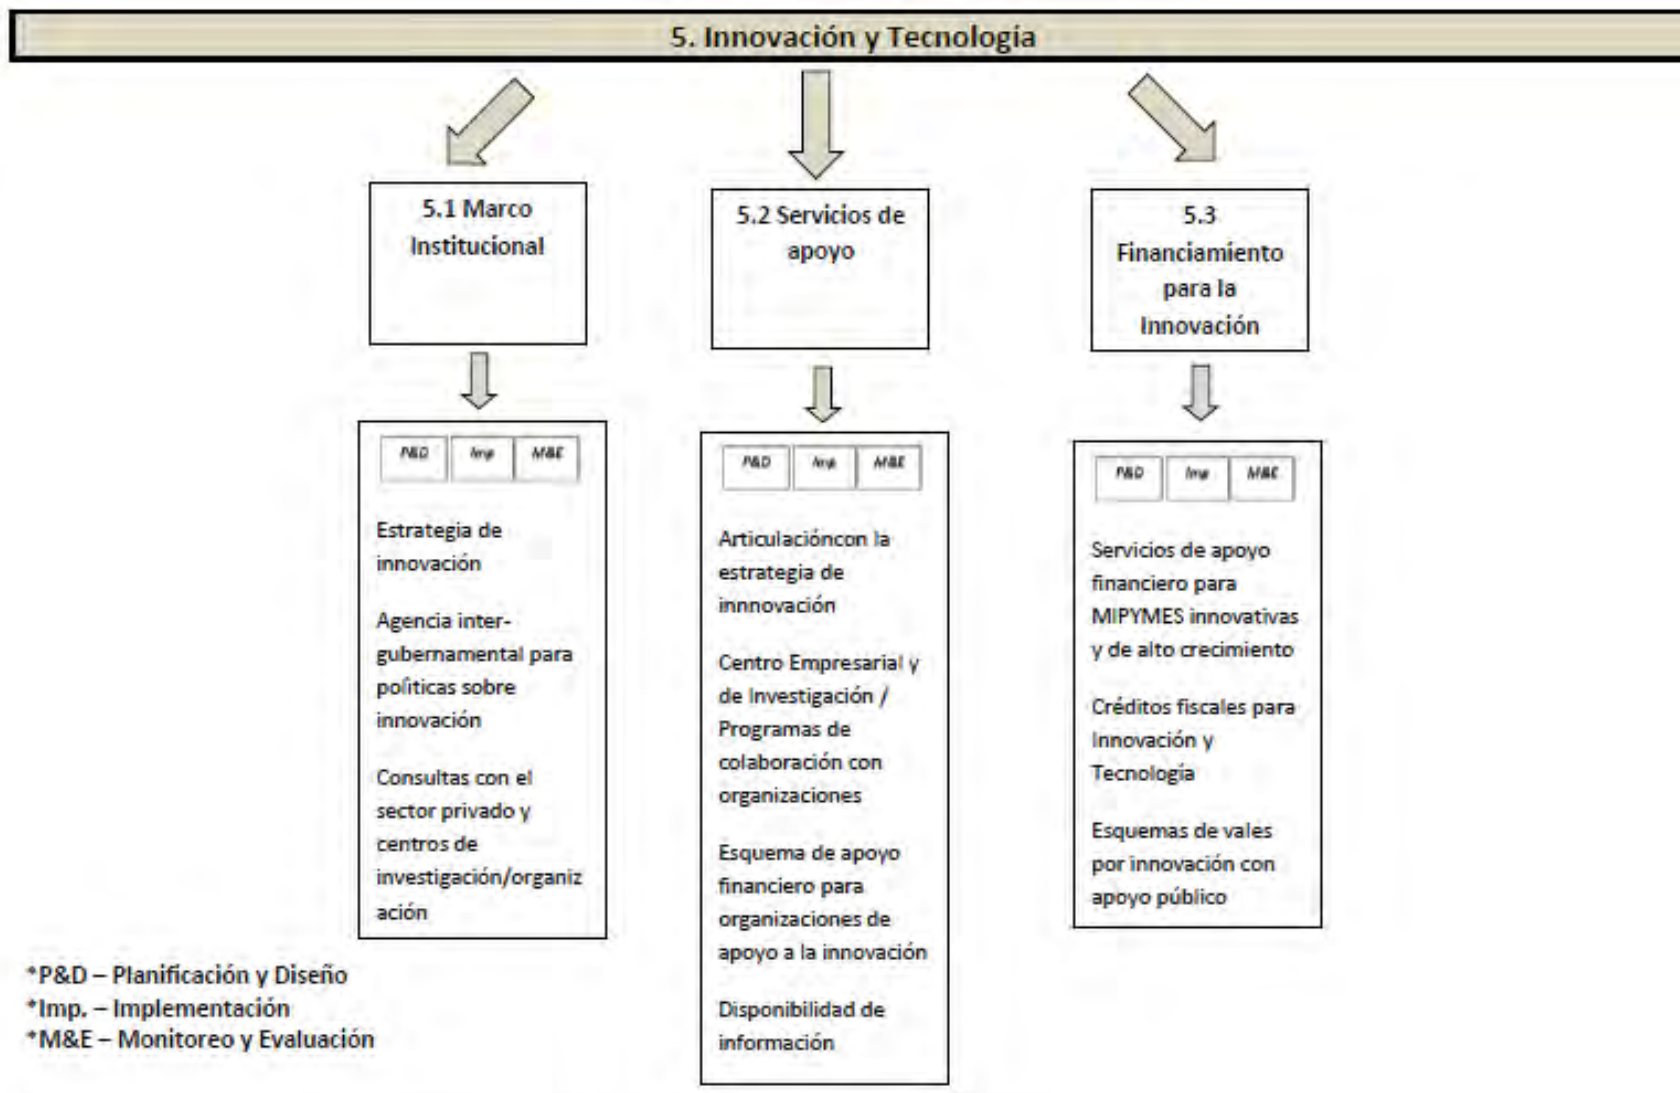 5. Innovación y Tecnologia
5.1 Marco
Institucional
5.2 Servicios de
apoyo
5.3
Financiamiento
para la
Innovación
P&D Imp M&E
Estrategia de
innovación
Agencia inter-
gubernamental para
políticas sobre
innovación
Consultas con el
sector privado y
centros de
investigación/organiz
ación
P&D Imp M&E
Articulacióncon la
estrategia de
innnovación
Centro Empresarial y
de Investigación /
Programas de
colaboración con
organizaciones
Esquema de apoyo
financiero para
organizaciones de
apoyo a la innovación
Disponibilidad de
información
P&D Imp M&E
Servicios de apoyo
financiero para
MIPYMES innovativas
y de alto crecimiento
Créditos fiscales para
Innovación y
Tecnología
Esquemas de vales
por innovación con
apoyo público
*P&D – Planificación y Diseño
*Imp. – Implementación
*M&E – Monitoreo y Evaluación